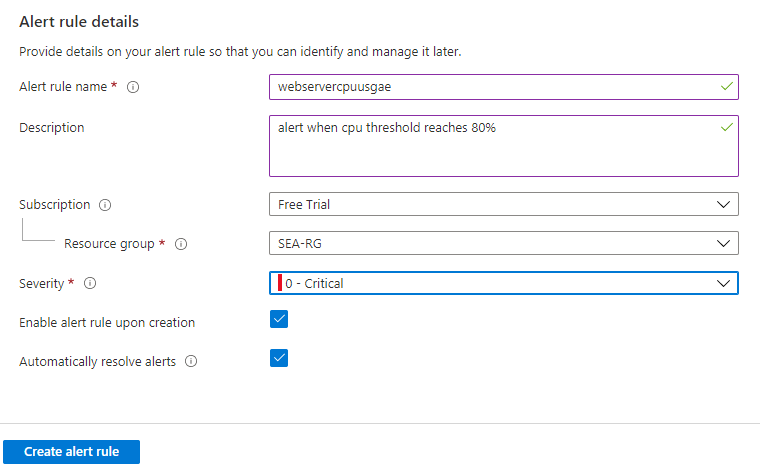 Alert rule details
Provide details on your alert rule so that you can identify and manage it later.
Alert rule name * webservercpuusgae
Description alert when cpu threshold reaches 80%
Subscription Free Trial
Resource group * SEA-RG
Severity * 0 - Critical
Enable alert rule upon creation
Automatically resolve alerts
Create alert rule